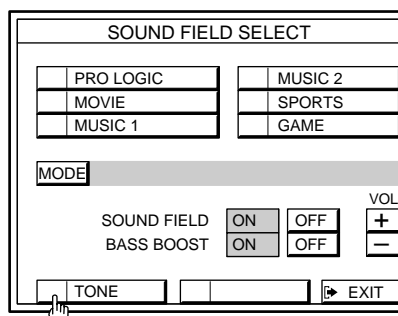 SOUND FIELD SELECT
PRO LOGIC MUSIC 2
MOVIE SPORTS
MUSIC 1 GAME
MODE
VOL
SOUND FIELD ON OFF +
BASS BOOST ON OFF −
TONE EXIT